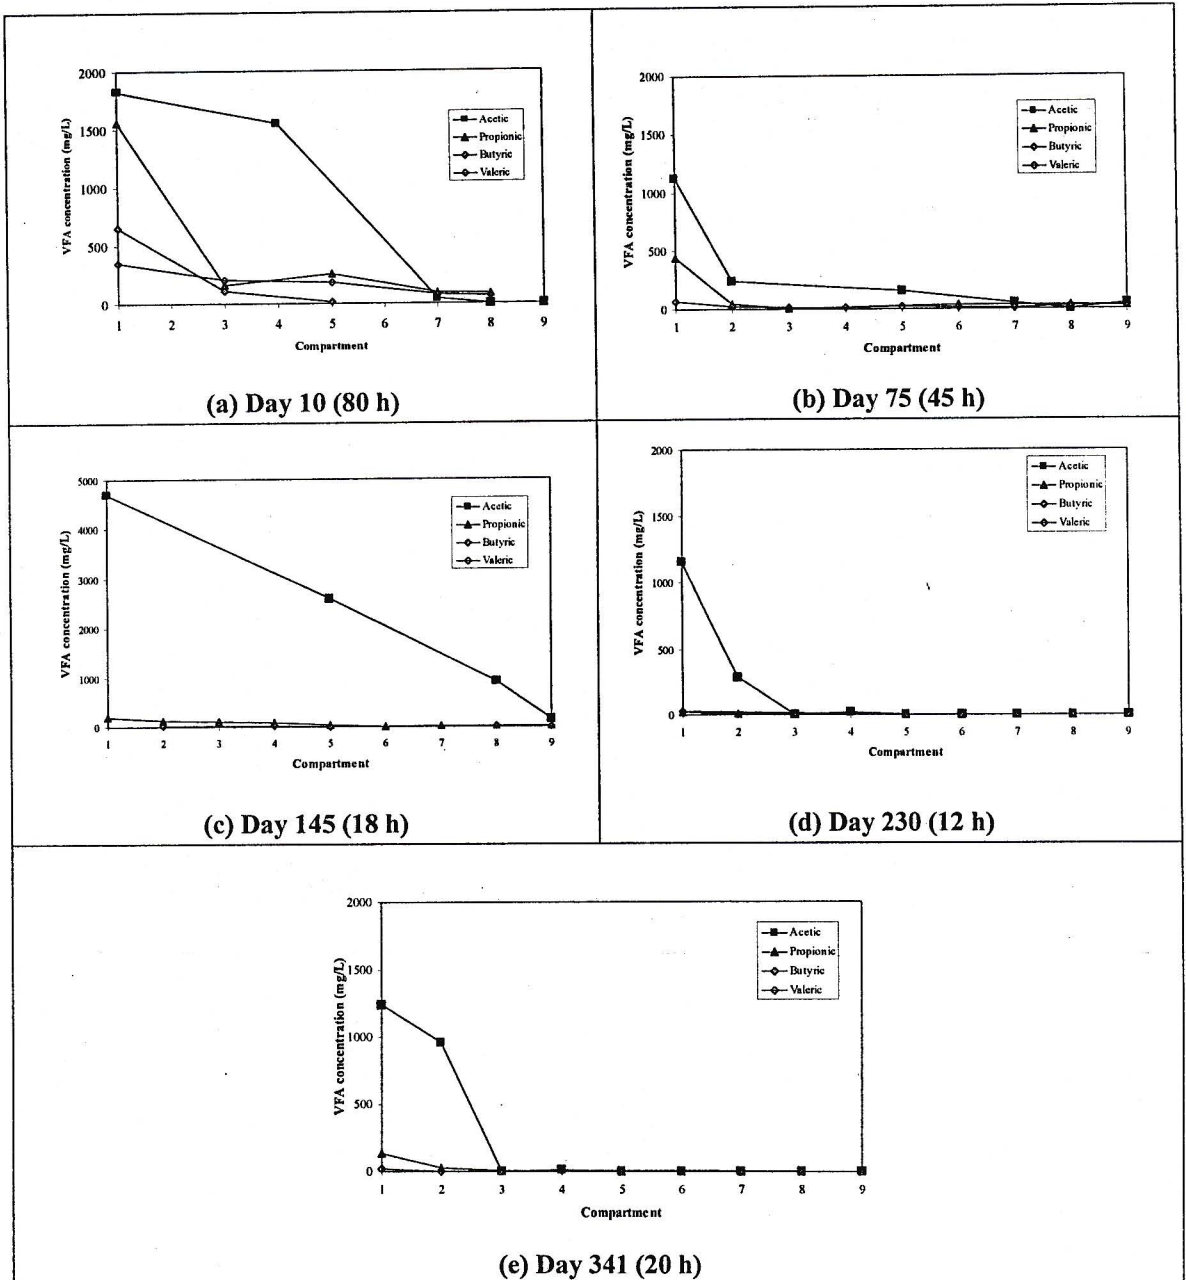 VFA concentration (mg/L)
2000
1500
1000
500
0
Acetic
Propionic
Butyric
Valeric
1 2 3 4 5 6 7 8 9
Compartment
(a) Day 10 (80 h)
VFA concentration (mg/L)
2000
1500
1000
500
0
Acetic
Propionic
Butyric
Valeric
1 2 3 4 5 6 7 8 9
Compartment
(b) Day 75 (45 h)
VFA concentration (mg/L)
5000
4000
3000
2000
1000
0
Acetic
Propionic
Butyric
Valeric
1 2 3 4 5 6 7 8 9
Compartment
(c) Day 145 (18 h)
VFA concentration (mg/L)
2000
1500
1000
500
0
Acetic
Propionic
Butyric
Valeric
1 2 3 4 5 6 7 8 9
Compartment
(d) Day 230 (12 h)
VFA concentration (mg/L)
2000
1500
1000
500
0
Acetic
Propionic
Butyric
Valeric
1 2 3 4 5 6 7 8 9
Compartment
(e) Day 341 (20 h)